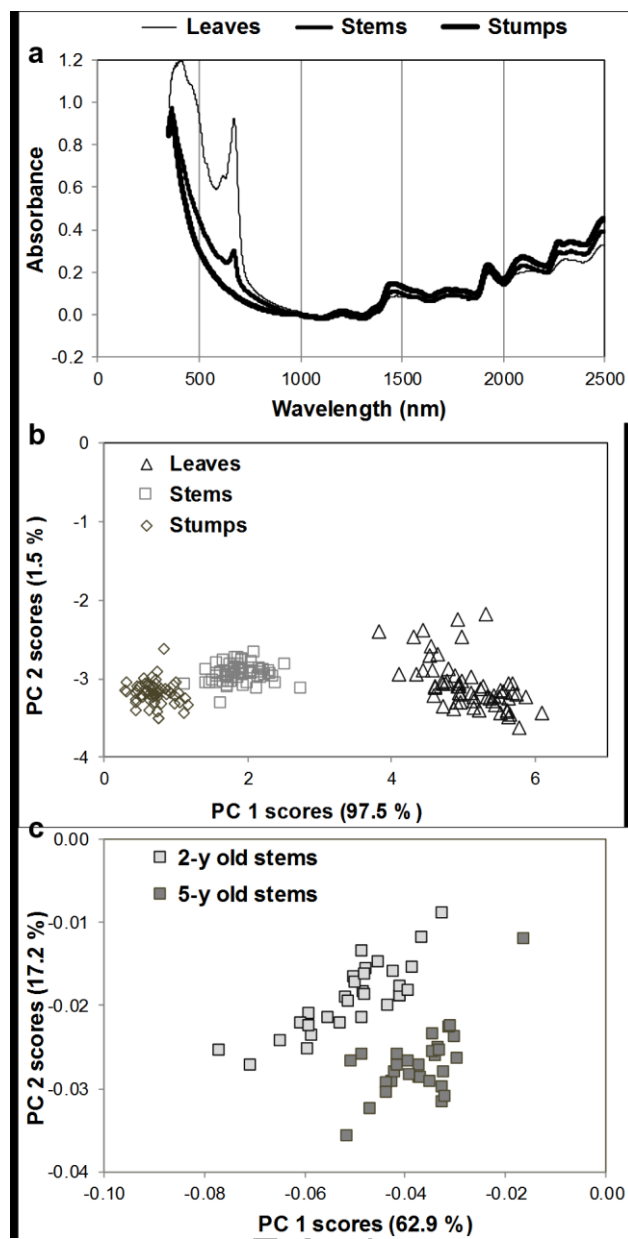 Leaves Stems Stumps
a
1.2
1.0
0.8
0.6
0.4
0.2
0.0
-0.2
Absorbance
0 500 1000 1500 2000 2500
Wavelength (nm)
b
0
-1
-2
-3
-4
PC 2 scores (1.5 %)
Leaves
Stems
Stumps
0 2 4 6
PC 1 scores (97.5 %)
c
0.00
-0.01
-0.02
-0.03
-0.04
PC 2 scores (17.2 %)
2-y old stems
5-y old stems
-0.10 -0.08 -0.06 -0.04 -0.02 0.00
PC 1 scores (62.9 %)